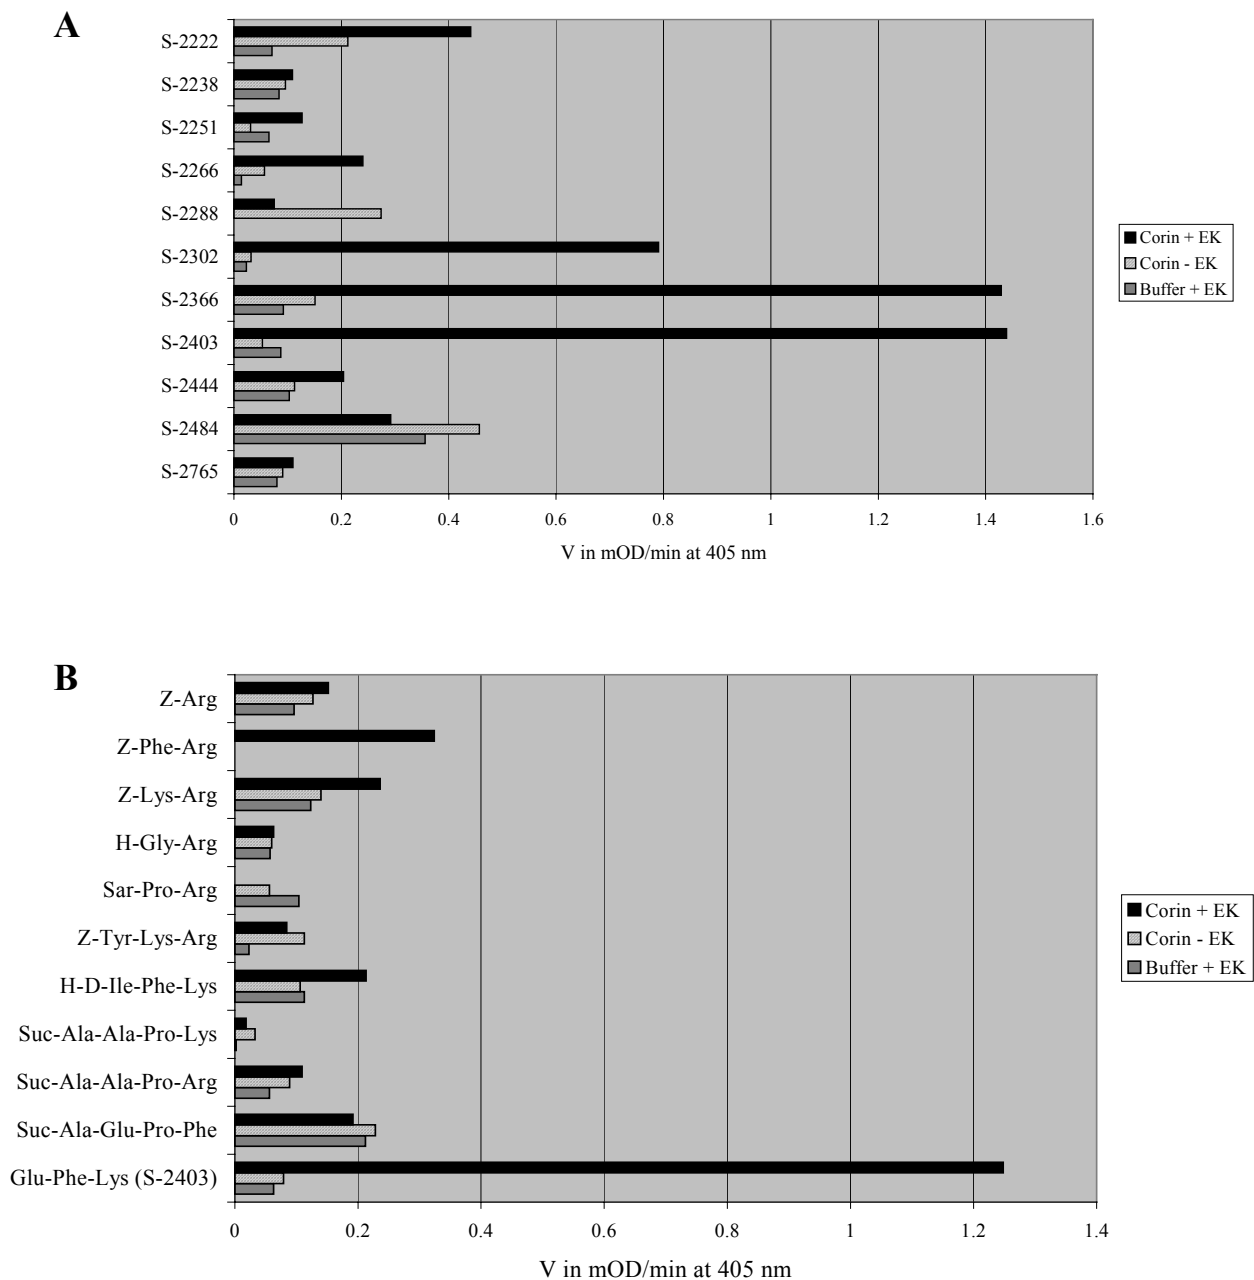 A
S-2222
S-2238
S-2251
S-2266
S-2288
S-2302
S-2366
S-2403
S-2444
S-2484
S-2765
0 0.2 0.4 0.6 0.8 1 1.2 1.4 1.6
V in mOD/min at 405 nm
Corin + EK
Corin - EK
Buffer + EK
B
Z-Arg
Z-Phe-Arg
Z-Lys-Arg
H-Gly-Arg
Sar-Pro-Arg
Z-Tyr-Lys-Arg
H-D-Ile-Phe-Lys
Suc-Ala-Ala-Pro-Lys
Suc-Ala-Ala-Pro-Arg
Suc-Ala-Glu-Pro-Phe
Glu-Phe-Lys (S-2403)
0 0.2 0.4 0.6 0.8 1 1.2 1.4
V in mOD/min at 405 nm
Corin + EK
Corin - EK
Buffer + EK